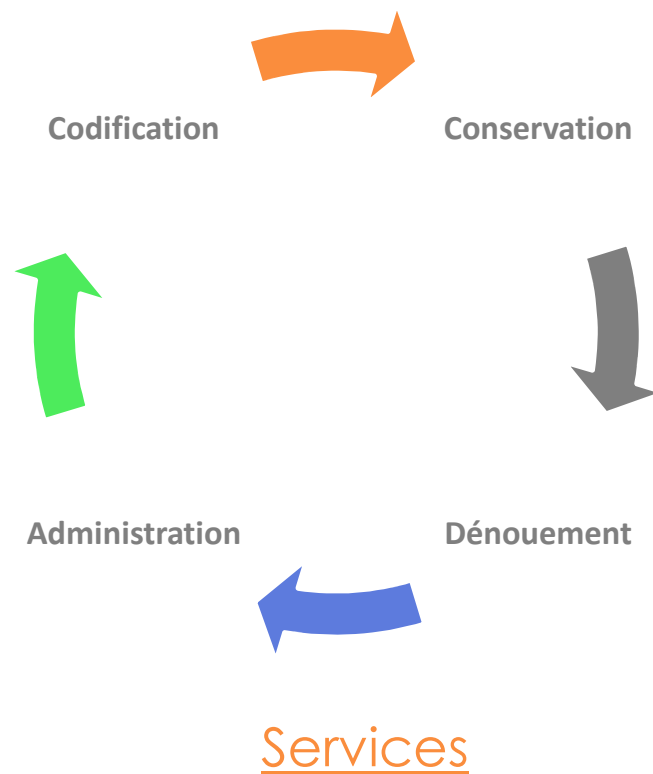 Codification
Conservation
Administration
Dénouement
Services